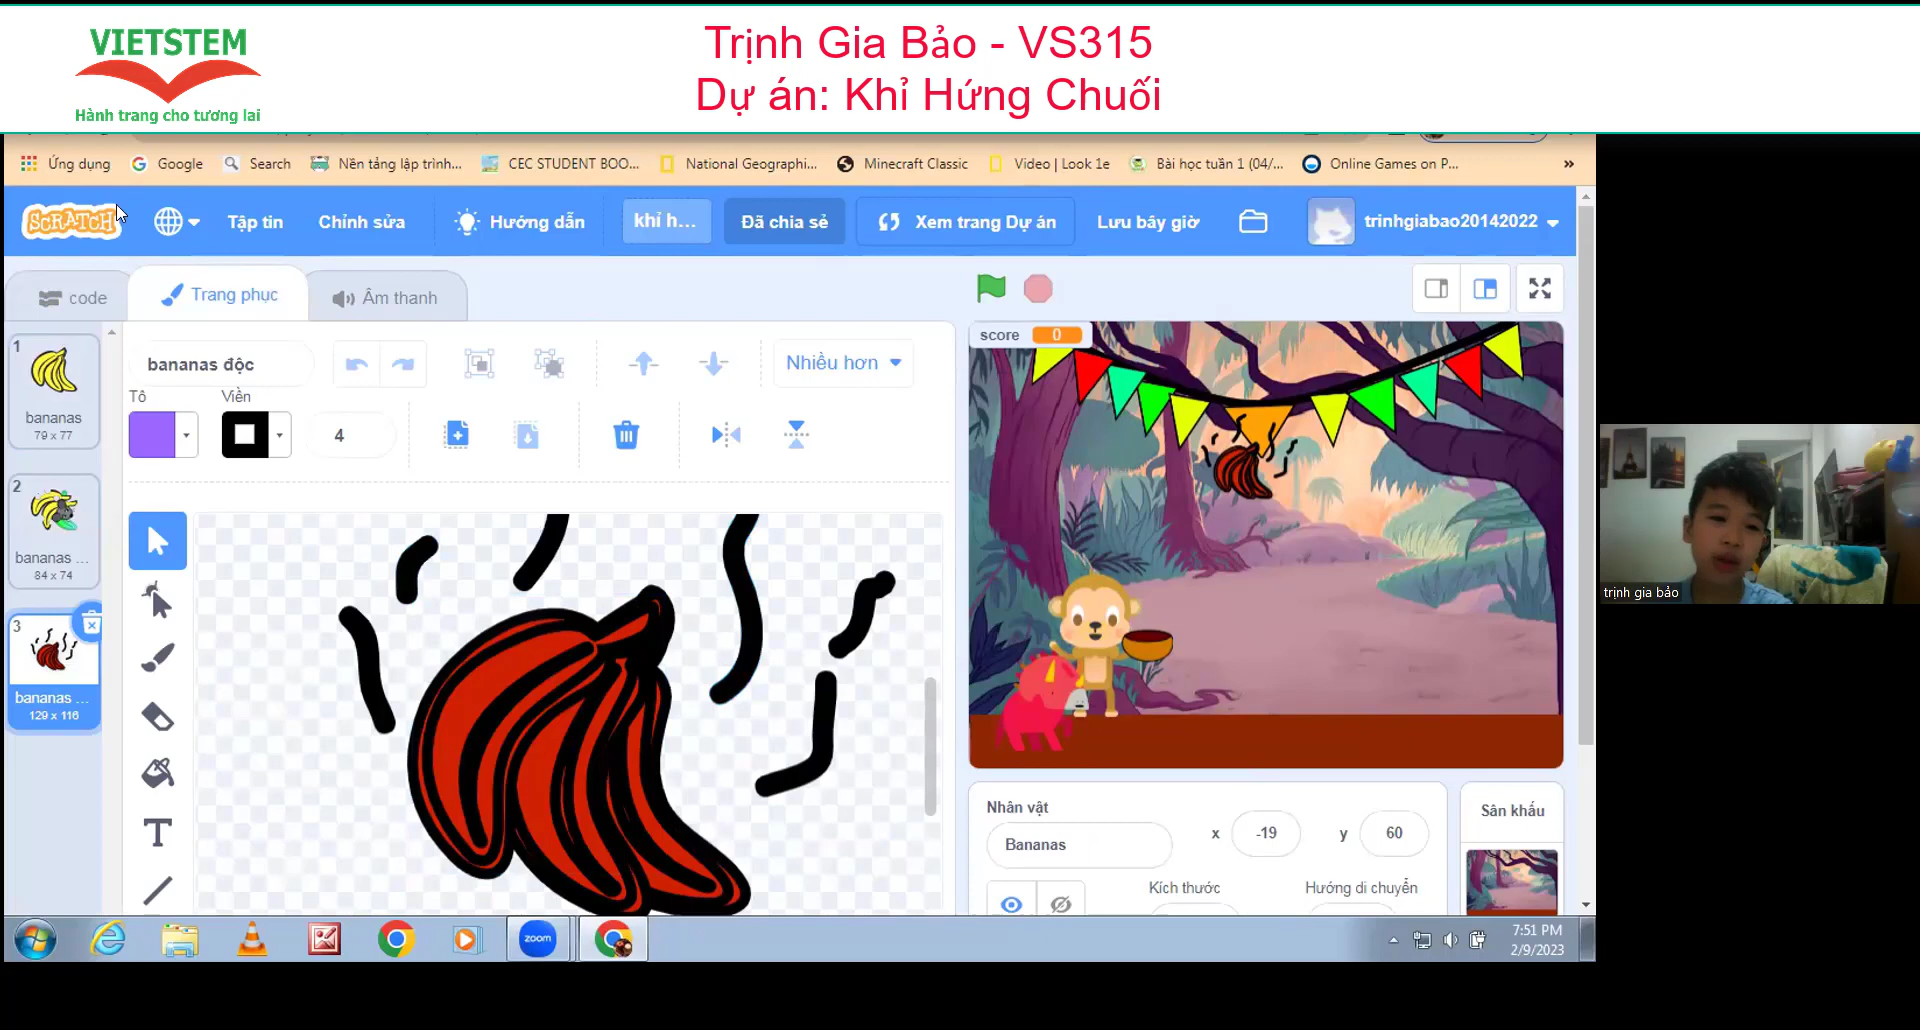 VIETSTEM
Hành trang cho tương lai
Trịnh Gia Bảo - VS315
Dự án: Khỉ Hứng Chuối
Ứng dụng
Google
Search
Nền tảng lập trình...
CEC STUDENT BOO...
National Geographi...
Minecraft Classic
Video | Look 1e
Bài học tuần 1 (04/...
Online Games on P...
»
SCRATCH
Tập tin
Chỉnh sửa
Hướng dẫn
khỉ h...
Đã chia sẻ
Xem trang Dự án
Lưu bây giờ
trinhgiabao20142022
code
Trang phục
Âm thanh
1
bananas
79 x 77
2
bananas ...
84 x 74
3
bananas ...
129 x 116
bananas độc
Nhiều hơn
Tô
Viền
4
T
score 0
Nhân vật
Bananas
x -19
y 60
Kích thước
Hướng di chuyển
Sân khấu
trịnh gia bảo
zoom
7:51 PM
2/9/2023